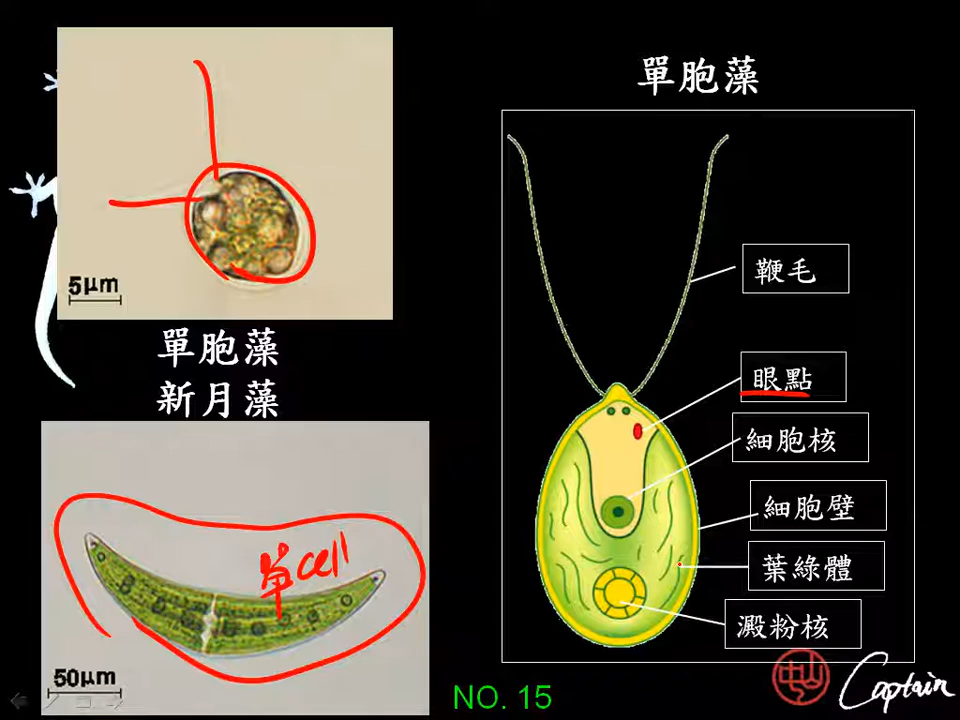 5μm
單胞藻
新月藻
單cell
50μm
單胞藻
鞭毛
眼點
細胞核
細胞壁
葉綠體
澱粉核
NO. 15
Captain